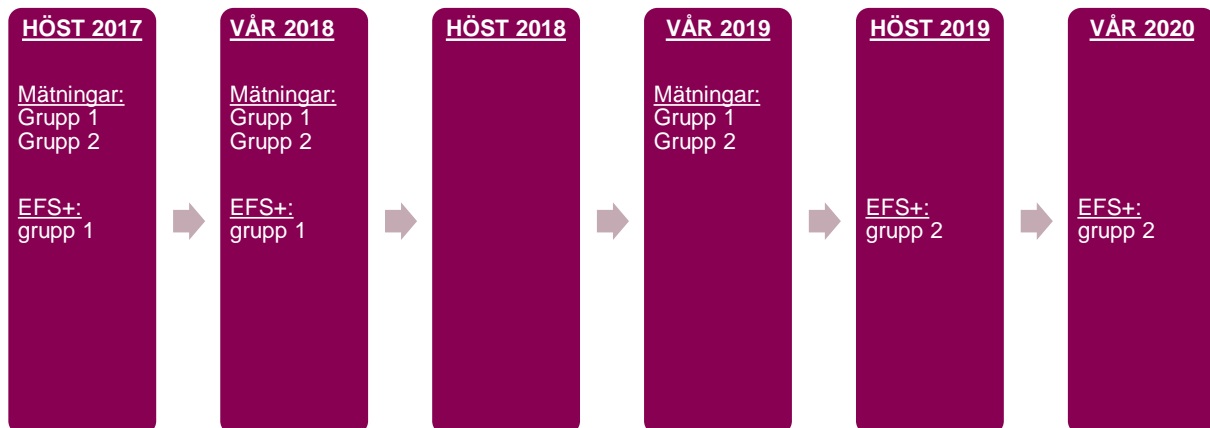 HÖST 2017
Mätningar:
Grupp 1
Grupp 2
EFS+:
grupp 1
VÅR 2018
Mätningar:
Grupp 1
Grupp 2
EFS+:
grupp 1
HÖST 2018
VÅR 2019
Mätningar:
Grupp 1
Grupp 2
HÖST 2019
EFS+:
grupp 2
VÅR 2020
EFS+:
grupp 2